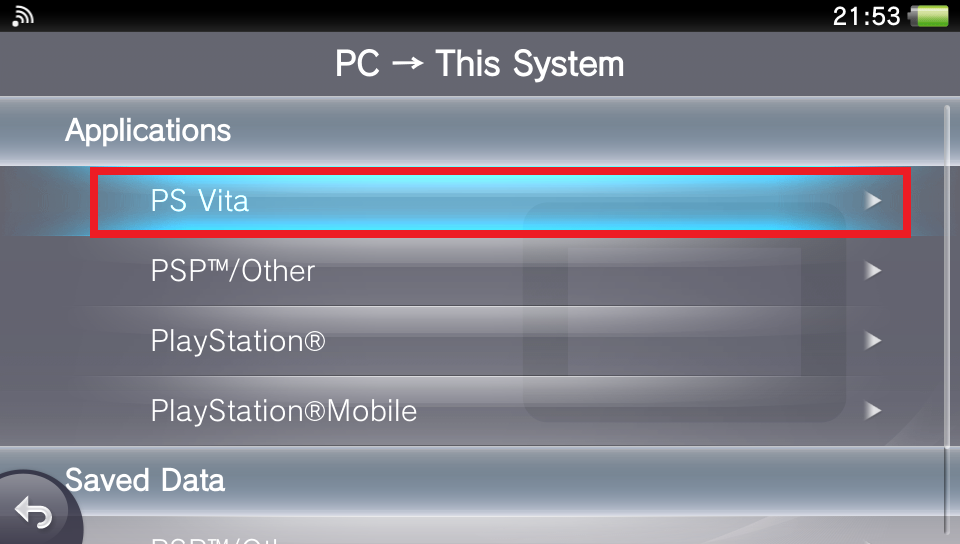 21:53
PC → This System
Applications
PS Vita
PSP™/Other
PlayStation®
PlayStation®Mobile
Saved Data